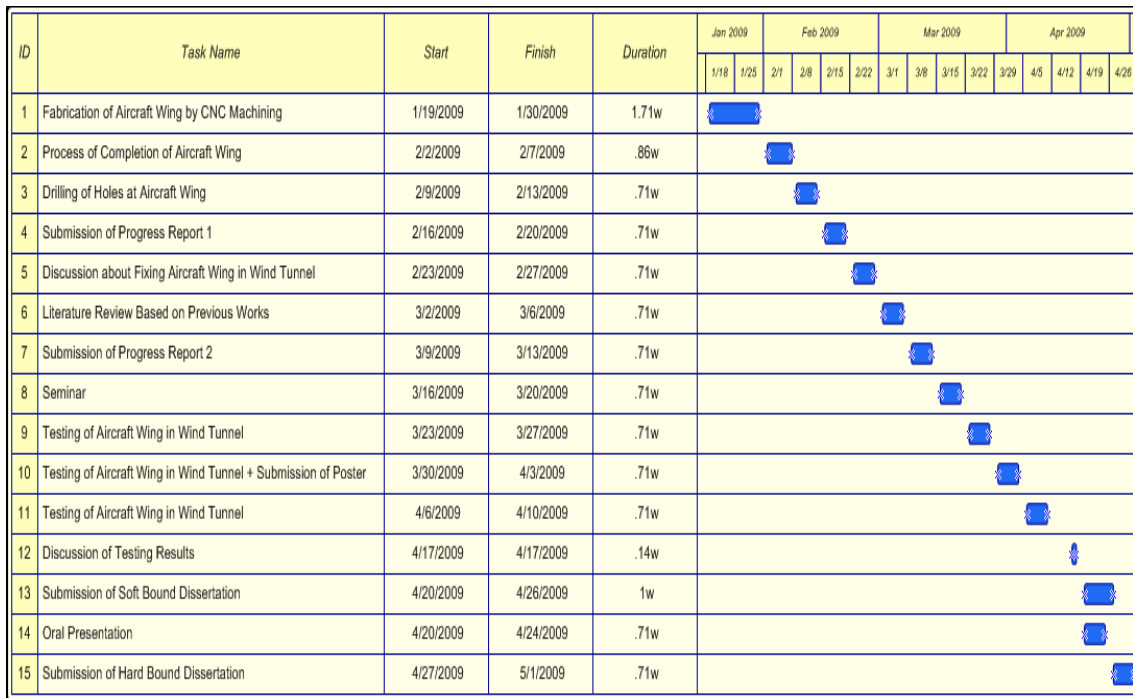 ID Task Name Start Finish Duration Jan 2009 Feb 2009 Mar 2009 Apr 2009
1/18 1/25 2/1 2/8 2/15 2/22 3/1 3/8 3/15 3/22 3/29 4/5 4/12 4/19 4/26
1 Fabrication of Aircraft Wing by CNC Machining 1/19/2009 1/30/2009 1.71w
2 Process of Completion of Aircraft Wing 2/2/2009 2/7/2009 .86w
3 Drilling of Holes at Aircraft Wing 2/9/2009 2/13/2009 .71w
4 Submission of Progress Report 1 2/16/2009 2/20/2009 .71w
5 Discussion about Fixing Aircraft Wing in Wind Tunnel 2/23/2009 2/27/2009 .71w
6 Literature Review Based on Previous Works 3/2/2009 3/6/2009 .71w
7 Submission of Progress Report 2 3/9/2009 3/13/2009 .71w
8 Seminar 3/16/2009 3/20/2009 .71w
9 Testing of Aircraft Wing in Wind Tunnel 3/23/2009 3/27/2009 .71w
10 Testing of Aircraft Wing in Wind Tunnel + Submission of Poster 3/30/2009 4/3/2009 .71w
11 Testing of Aircraft Wing in Wind Tunnel 4/6/2009 4/10/2009 .71w
12 Discussion of Testing Results 4/17/2009 4/17/2009 .14w
13 Submission of Soft Bound Dissertation 4/20/2009 4/26/2009 1w
14 Oral Presentation 4/20/2009 4/24/2009 .71w
15 Submission of Hard Bound Dissertation 4/27/2009 5/1/2009 .71w